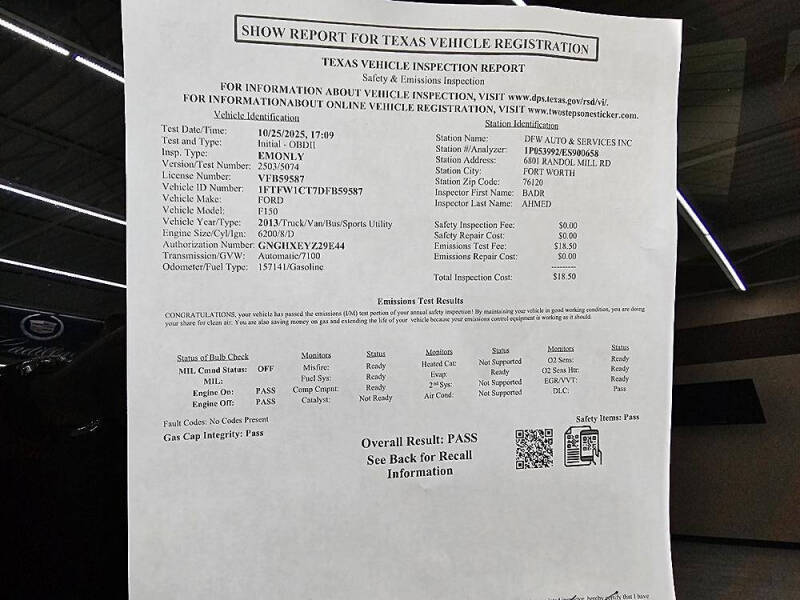 SHOW REPORT FOR TEXAS VEHICLE REGISTRATION
TEXAS VEHICLE INSPECTION REPORT
Safety & Emissions Inspection
FOR INFORMATION ABOUT VEHICLE INSPECTION, VISIT www.dps.texas.gov/rsd/vi/.
FOR INFORMATIONABOUT ONLINE VEHICLE REGISTRATION, VISIT www.twostepsonesticker.com.
Vehicle Identification
Test Date/Time: 10/25/2025, 17:09
Test and Type: Initial - OBDII
Insp. Type: EMONLY
Version/Test Number: 2503/5074
License Number: VFB59587
Vehicle ID Number: 1FTFW1CT7DFB59587
Vehicle Make: FORD
Vehicle Model: F150
Vehicle Year/Type: 2013/Truck/Van/Bus/Sports Utility
Engine Size/Cyl/Ign: 6200/8/D
Authorization Number: GNGHXEYZ29E44
Transmission/GVW: Automatic/7100
Odometer/Fuel Type: 157141/Gasoline
Station Identification
Station Name: DFW AUTO & SERVICES INC
Station #/Analyzer: 1P053992/ES900658
Station Address: 6801 RANDOL MILL RD
Station City: FORT WORTH
Station Zip Code: 76120
Inspector First Name: BADR
Inspector Last Name: AHMED
Safety Inspection Fee: $0.00
Safety Repair Cost: $0.00
Emissions Test Fee: $18.50
Emissions Repair Cost: $0.00
---------
Total Inspection Cost: $18.50
Emissions Test Results
CONGRATULATIONS, your vehicle has passed the emissions (I/M) test portion of your annual safety inspection! By maintaining your vehicle in good working condition, you are doing
your share for clean air. You are also saving money on gas and extending the life of your vehicle because your emissions control equipment is working as it should.
Status of Bulb Check Monitors Status Monitors Status Monitors Status
MIL Cmnd Status: OFF Misfire: Ready Heated Cat: Not Supported O2 Sens: Ready
MIL: Fuel Sys: Ready Evap: Ready O2 Sens Htr: Ready
Engine On: PASS Comp Cmpnt: Ready 2nd Sys: Not Supported EGR/VVT: Ready
Engine Off: PASS Catalyst: Not Ready Air Cond: Not Supported DLC: Pass
Fault Codes: No Codes Present
Gas Cap Integrity: Pass
Safety Items: Pass
Overall Result: PASS
See Back for Recall
Information
hereby certify that I have